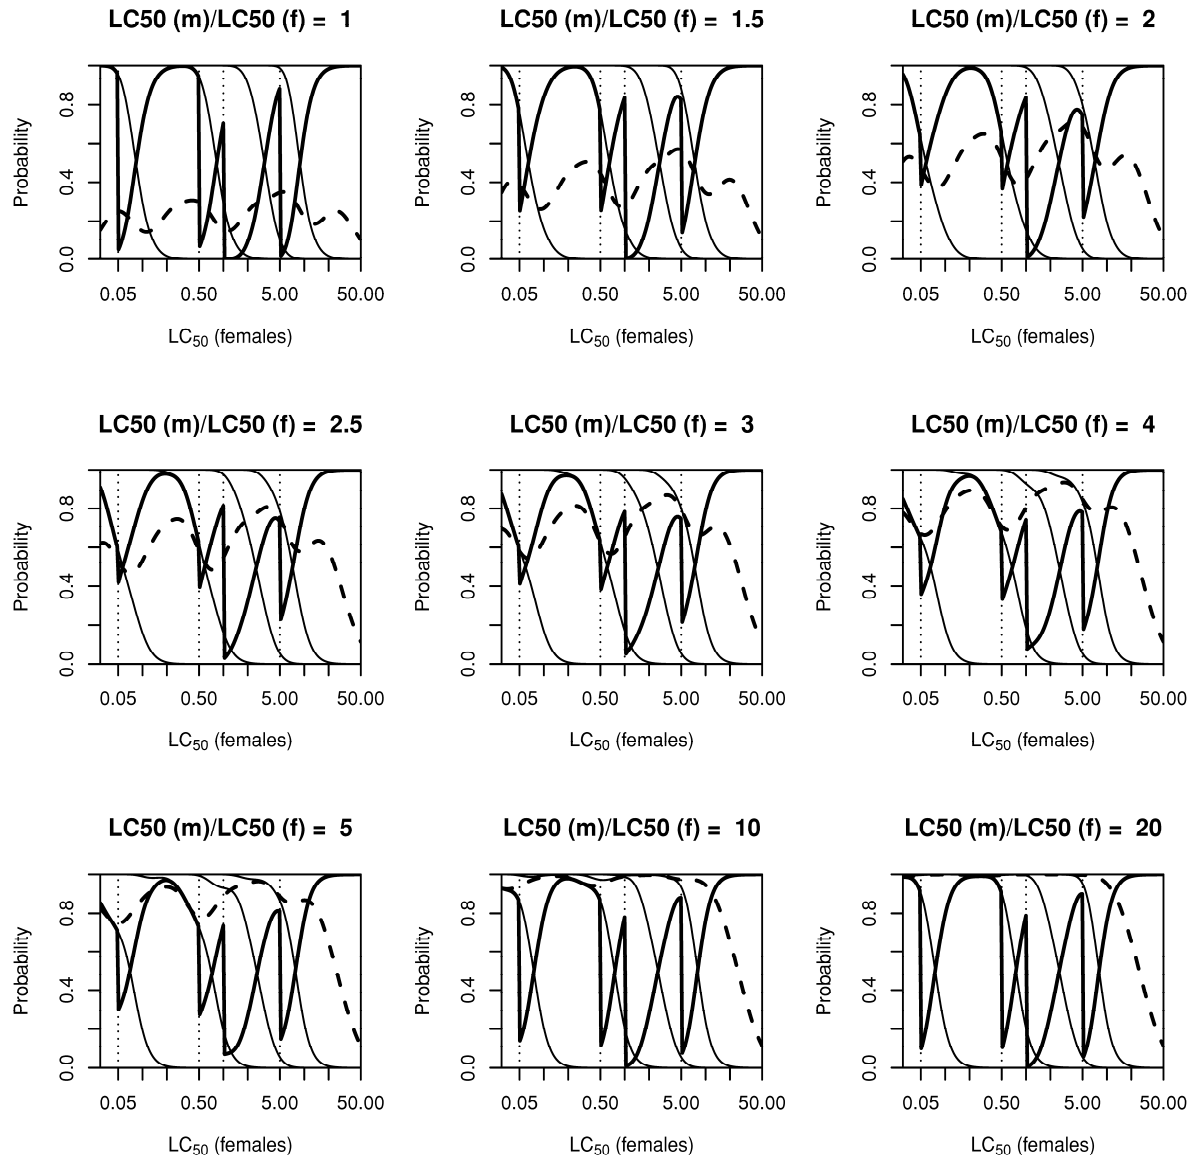 LC50 (m)/LC50 (f) = 1
LC50 (m)/LC50 (f) = 1.5
LC50 (m)/LC50 (f) = 2
Probability
0.0 0.4 0.8
0.05 0.50 5.00 50.00
LC50 (females)
Probability
0.0 0.4 0.8
0.05 0.50 5.00 50.00
LC50 (females)
Probability
0.0 0.4 0.8
0.05 0.50 5.00 50.00
LC50 (females)
LC50 (m)/LC50 (f) = 2.5
LC50 (m)/LC50 (f) = 3
LC50 (m)/LC50 (f) = 4
Probability
0.0 0.4 0.8
0.05 0.50 5.00 50.00
LC50 (females)
Probability
0.0 0.4 0.8
0.05 0.50 5.00 50.00
LC50 (females)
Probability
0.0 0.4 0.8
0.05 0.50 5.00 50.00
LC50 (females)
LC50 (m)/LC50 (f) = 5
LC50 (m)/LC50 (f) = 10
LC50 (m)/LC50 (f) = 20
Probability
0.0 0.4 0.8
0.05 0.50 5.00 50.00
LC50 (females)
Probability
0.0 0.4 0.8
0.05 0.50 5.00 50.00
LC50 (females)
Probability
0.0 0.4 0.8
0.05 0.50 5.00 50.00
LC50 (females)